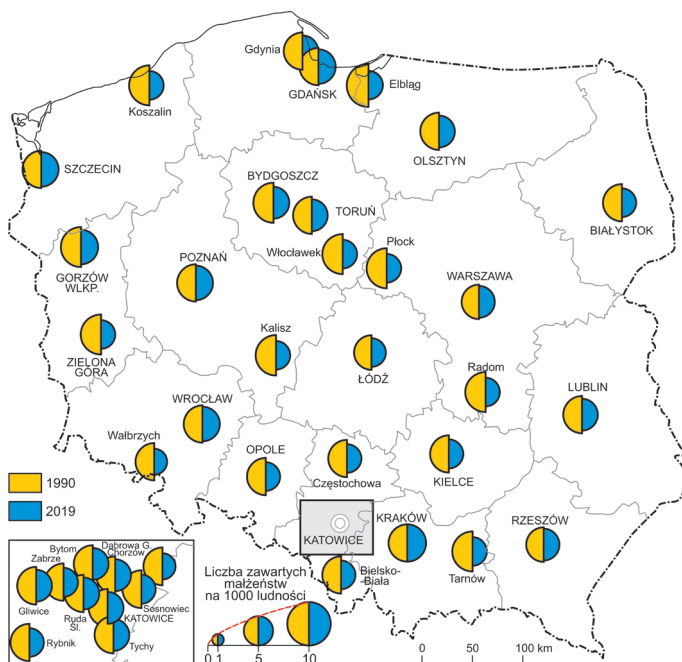 Gdynia
GDAŃSK
Elbląg
Koszalin
OLSZTYN
SZCZECIN
BYDGOSZCZ
TORUŃ
BIAŁYSTOK
Włocławek
Płock
GORZÓW
WLKP.
POZNAŃ
WARSZAWA
Kalisz
ZIELONA
GÓRA
ŁÓDŹ
Radom
LUBLIN
WROCŁAW
Wałbrzych
OPOLE
Częstochowa
KIELCE
1990
2019
KATOWICE
KRAKÓW
RZESZÓW
Tarnów
Bielsko-
-Biała
Dąbrowa G.
Bytom
Chorzów
Zabrze
Gliwice
Ruda
Śl.
Sosnowiec
KATOWICE
Rybnik
Tychy
Liczba zawartych
małżeństw
na 1000 ludności
0 1 5 10
0 50 100 km